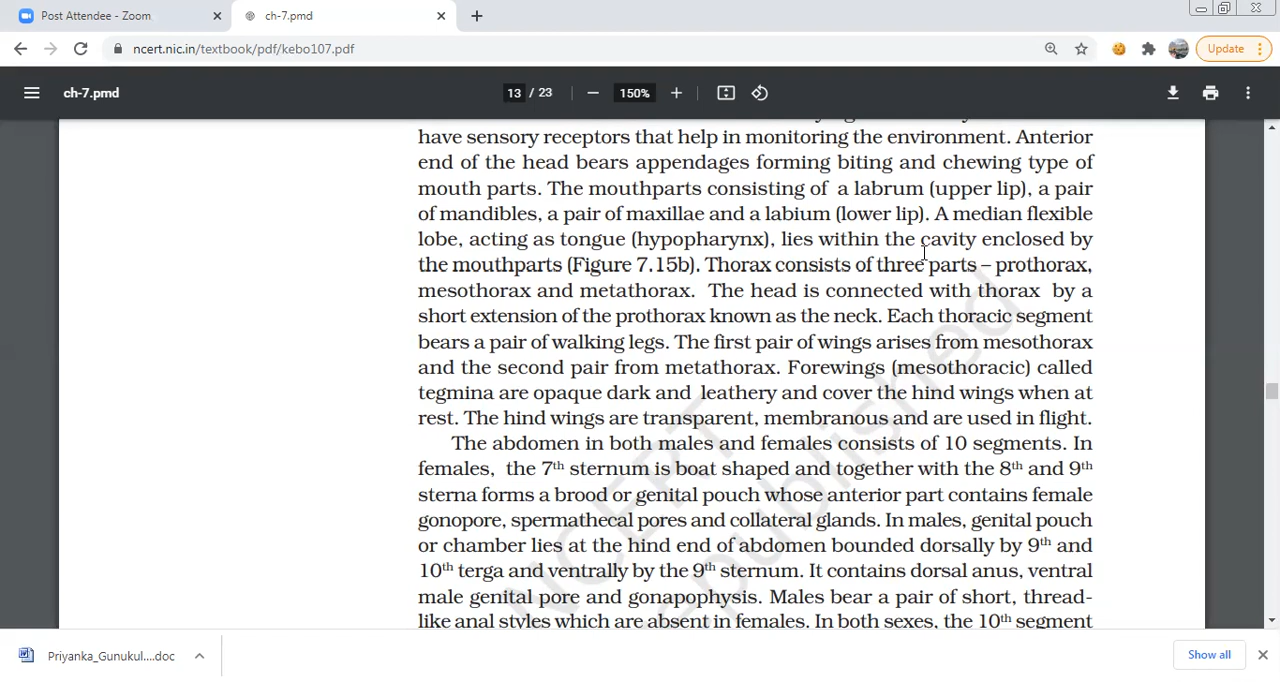 Post Attendee - Zoom
ch-7.pmd
ncert.nic.in/textbook/pdf/kebo107.pdf
Update
ch-7.pmd
13 / 23
150%
have sensory receptors that help in monitoring the environment. Anterior
end of the head bears appendages forming biting and chewing type of
mouth parts. The mouthparts consisting of a labrum (upper lip), a pair
of mandibles, a pair of maxillae and a labium (lower lip). A median flexible
lobe, acting as tongue (hypopharynx), lies within the cavity enclosed by
the mouthparts (Figure 7.15b). Thorax consists of three parts – prothorax,
mesothorax and metathorax. The head is connected with thorax by a
short extension of the prothorax known as the neck. Each thoracic segment
bears a pair of walking legs. The first pair of wings arises from mesothorax
and the second pair from metathorax. Forewings (mesothoracic) called
tegmina are opaque dark and leathery and cover the hind wings when at
rest. The hind wings are transparent, membranous and are used in flight.
The abdomen in both males and females consists of 10 segments. In
females, the 7th sternum is boat shaped and together with the 8th and 9th
sterna forms a brood or genital pouch whose anterior part contains female
gonopore, spermathecal pores and collateral glands. In males, genital pouch
or chamber lies at the hind end of abdomen bounded dorsally by 9th and
10th terga and ventrally by the 9th sternum. It contains dorsal anus, ventral
male genital pore and gonapophysis. Males bear a pair of short, thread-
like anal styles which are absent in females. In both sexes, the 10th segment
NCERT
published
Priyanka_Gunukul....doc
Show all